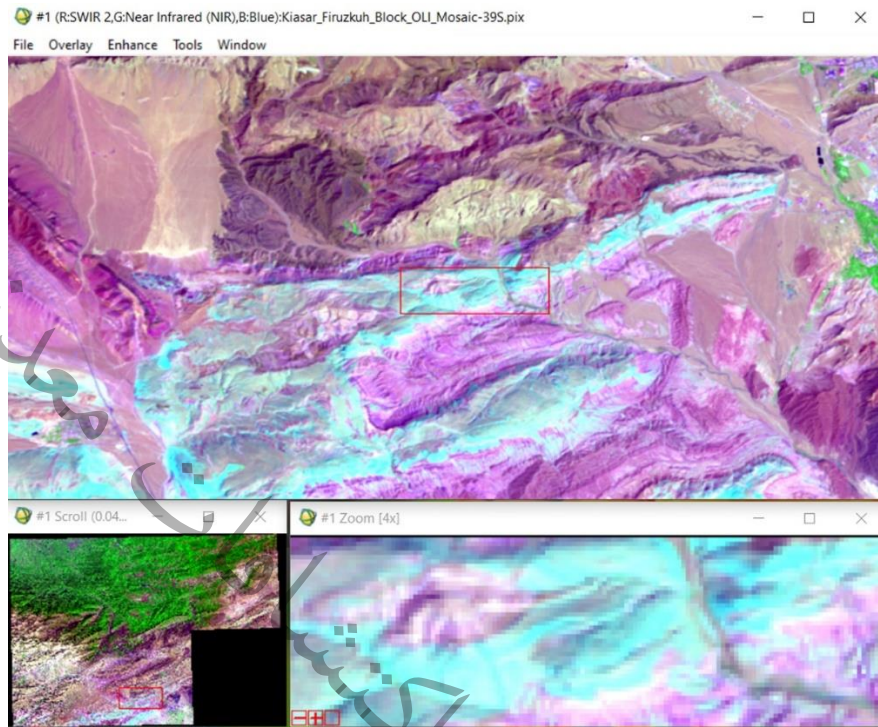 #1 (R:SWIR 2,G:Near Infrared (NIR),B:Blue):Kiasar_Firuzkuh_Block_OLI_Mosaic-39S.pix
File Overlay Enhance Tools Window
#1 Scroll (0.04...
#1 Zoom [4x]